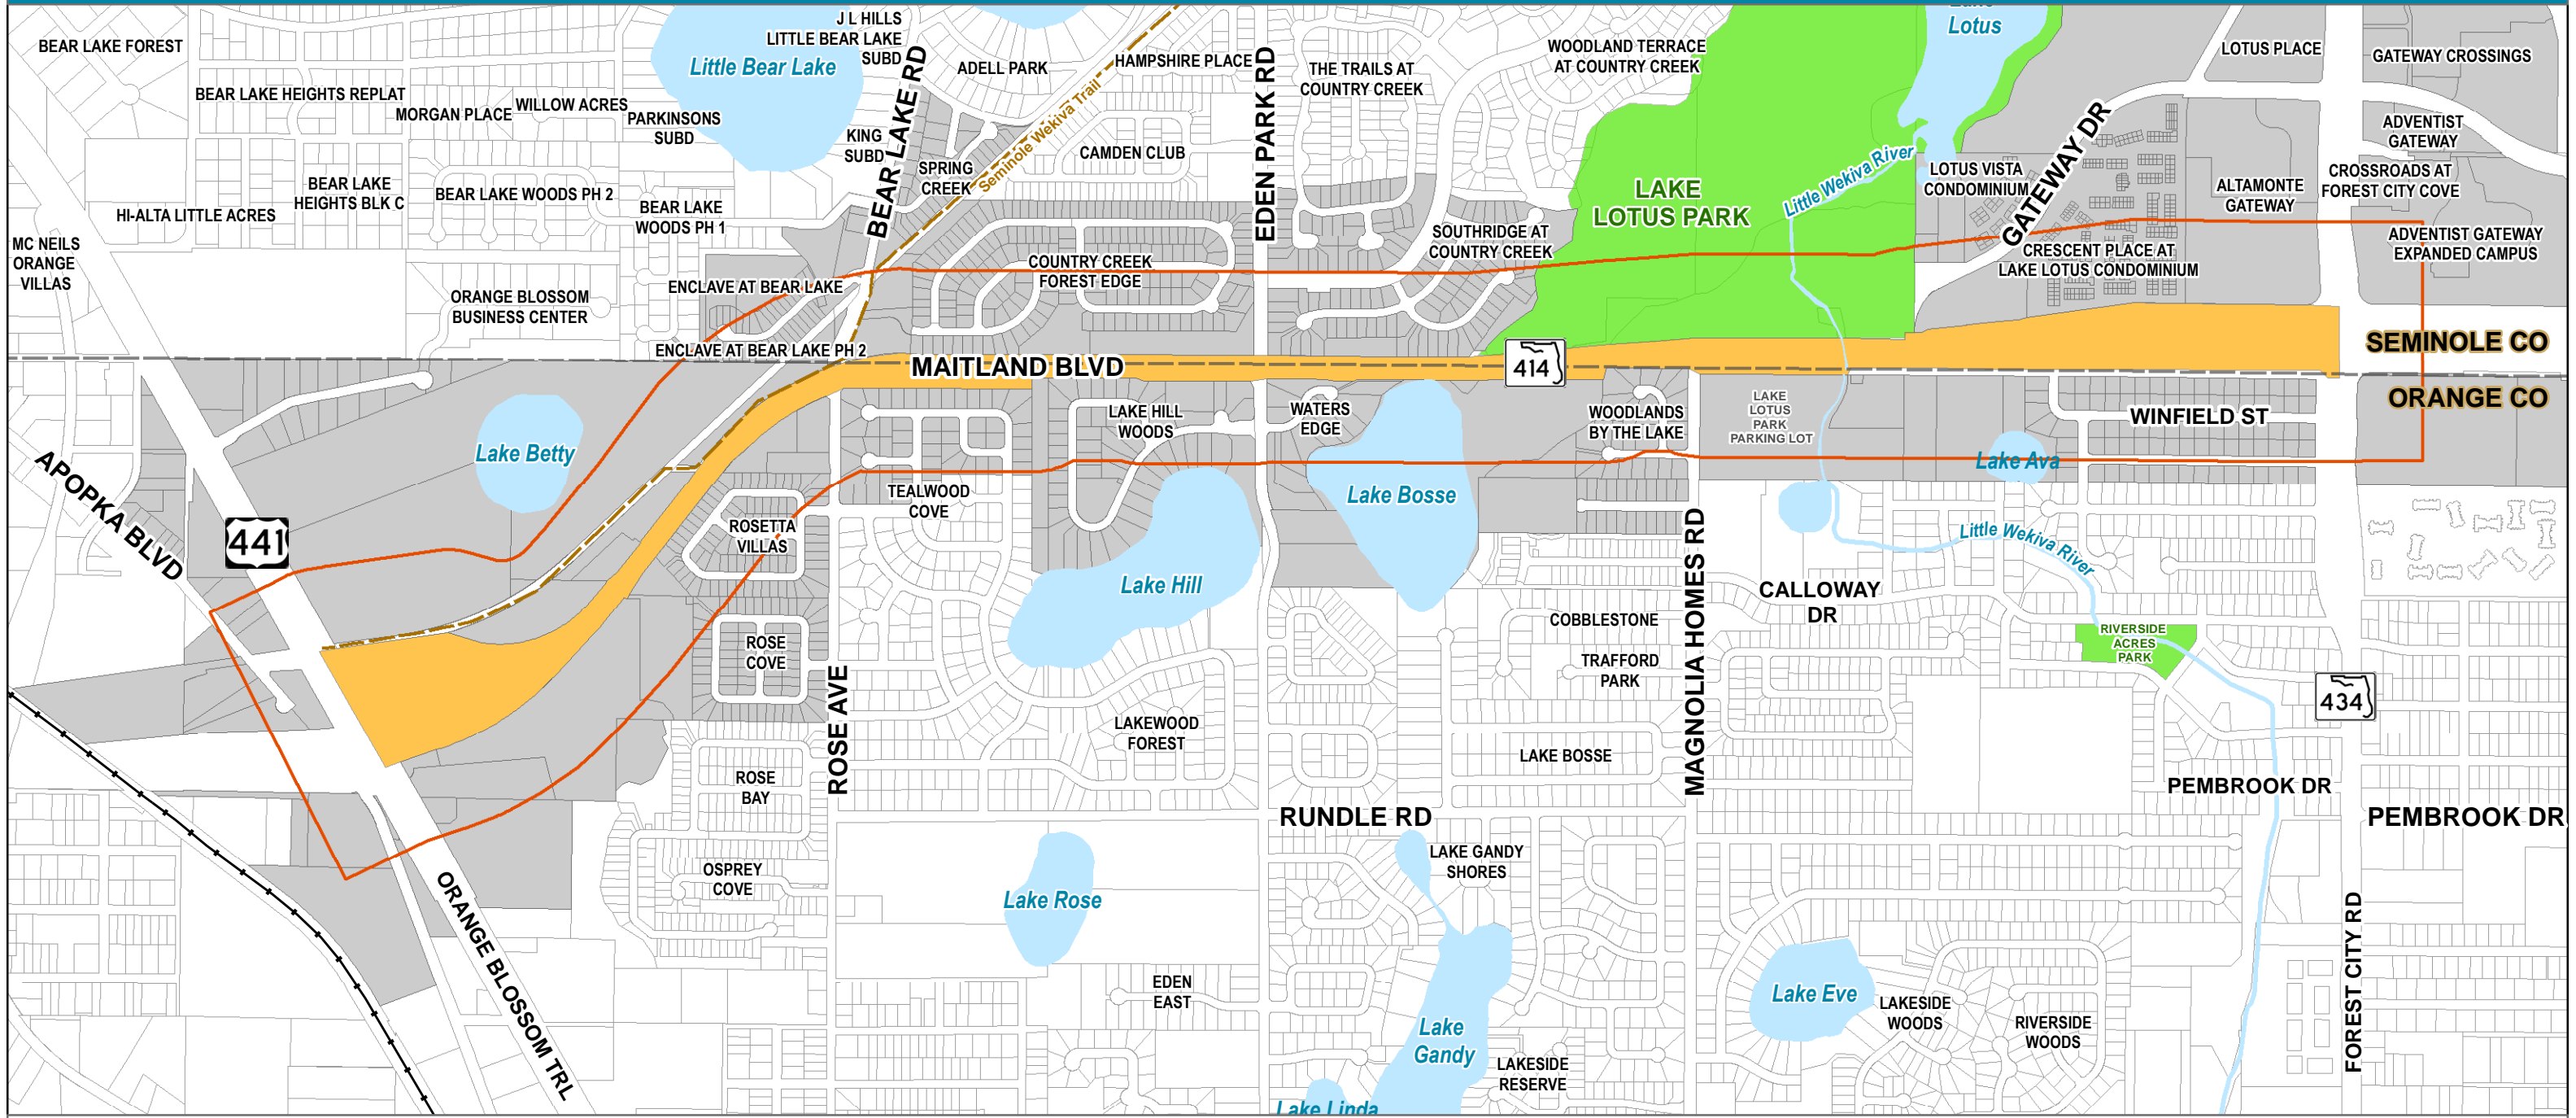 BEAR LAKE FOREST
BEAR LAKE HEIGHTS REPLAT
MORGAN PLACE
WILLOW ACRES
PARKINSONS
SUBD
Little Bear Lake
J L HILLS
LITTLE BEAR LAKE
SUBD
KING
SUBD
BEAR LAKE RD
ADELL PARK
HAMPSHIRE PLACE
Seminole Wekiva Trail
SPRING
CREEK
CAMDEN CLUB
EDEN PARK RD
THE TRAILS AT
COUNTRY CREEK
WOODLAND TERRACE
AT COUNTRY CREEK
Lotus
LOTUS PLACE
GATEWAY CROSSINGS
GATEWAY DR
ADVENTIST
GATEWAY
CROSSROADS AT
FOREST CITY COVE
LOTUS VISTA
CONDOMINIUM
ALTAMONTE
GATEWAY
ADVENTIST GATEWAY
EXPANDED CAMPUS
CRESCENT PLACE AT
LAKE LOTUS CONDOMINIUM
Little Wekiva River
LAKE
LOTUS PARK
SOUTHRIDGE AT
COUNTRY CREEK
COUNTRY CREEK
FOREST EDGE
BEAR LAKE
HEIGHTS BLK C
BEAR LAKE WOODS PH 2
BEAR LAKE
WOODS PH 1
HI-ALTA LITTLE ACRES
MC NEILS
ORANGE
VILLAS
ORANGE BLOSSOM
BUSINESS CENTER
ENCLAVE AT BEAR LAKE
ENCLAVE AT BEAR LAKE PH 2
MAITLAND BLVD
414
SEMINOLE CO
ORANGE CO
Lake Betty
APOPKA BLVD
441
LAKE HILL
WOODS
WATERS
EDGE
WOODLANDS
BY THE LAKE
LAKE
LOTUS
PARK
PARKING LOT
WINFIELD ST
Lake Ava
TEALWOOD
COVE
ROSETTA
VILLAS
Lake Bosse
Lake Hill
Little Wekiva River
MAGNOLIA HOMES RD
CALLOWAY
DR
COBBLESTONE
TRAFFORD
PARK
RIVERSIDE
ACRES
PARK
ROSE
COVE
ROSE AVE
434
LAKEWOOD
FOREST
LAKE BOSSE
ROSE
BAY
PEMBROOK DR
PEMBROOK DR
RUNDLE RD
LAKE GANDY
SHORES
OSPREY
COVE
ORANGE BLOSSOM TRL
Lake Rose
FOREST CITY RD
EDEN
EAST
Lake Eve
LAKESIDE
WOODS
RIVERSIDE
WOODS
Lake
Gandy
LAKESIDE
RESERVE
Lake Linda